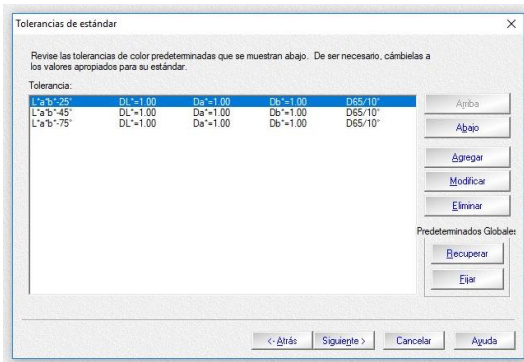 Tolerancias de estándar
Revise las tolerancias de color predeterminadas que se muestran abajo. De ser necesario, cámbielas a
los valores apropiados para su estándar.
Tolerancia:
L*a*b*-25° DL*=1.00 Da*=1.00 Db*=1.00 D65/10°
L*a*b*-45° DL*=1.00 Da*=1.00 Db*=1.00 D65/10°
L*a*b*-75° DL*=1.00 Da*=1.00 Db*=1.00 D65/10°
Arriba
Abajo
Agregar
Modificar
Eliminar
Predeterminados Globales
Recuperar
Fijar
<- Atrás
Siguiente >
Cancelar
Ayuda